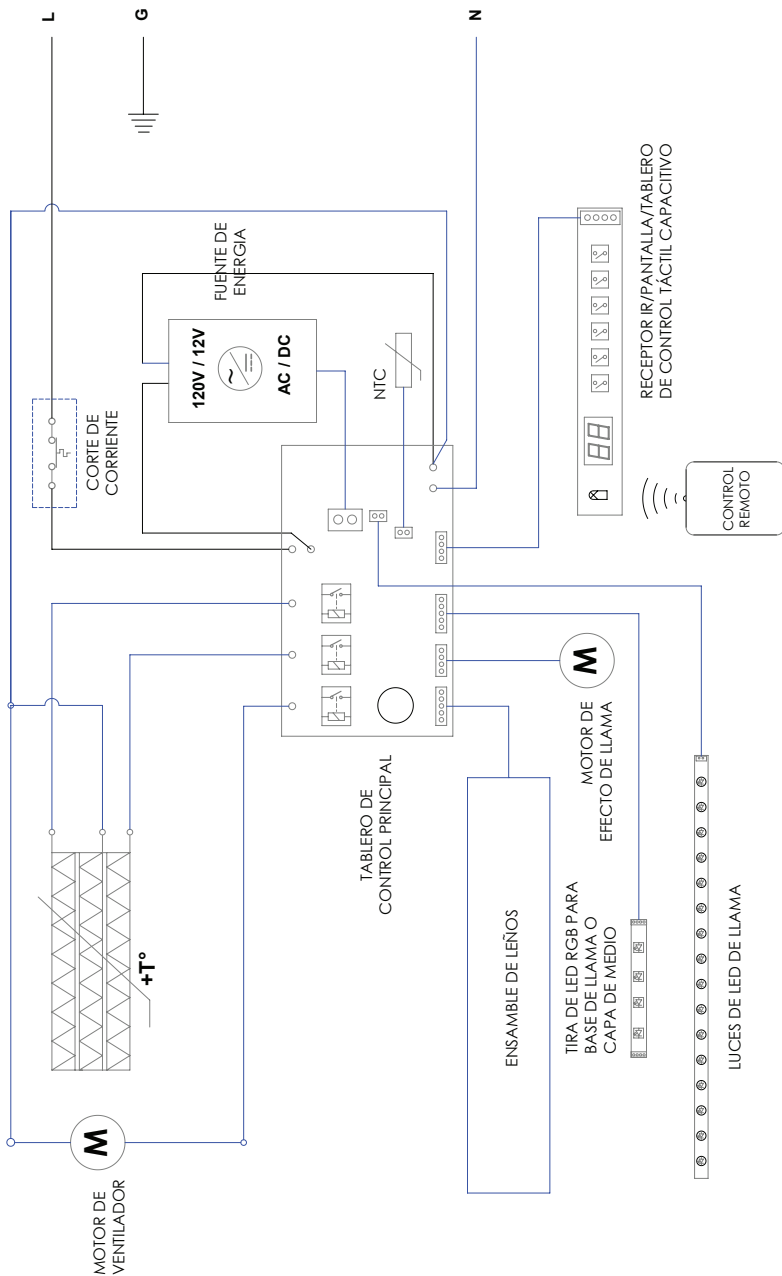 L
G
N
FUENTE DE
ENERGIA
120V / 12V
AC / DC
CORTE DE
CORRIENTE
NTC
RECEPTOR IR/PANTALLA/TABLERO
DE CONTROL TÁCTIL CAPACITIVO
CONTROL
REMOTO
+T°
TABLERO DE
CONTROL PRINCIPAL
M
MOTOR DE
EFECTO DE LLAMA
M
MOTOR DE
VENTILADOR
ENSAMBLE DE LEÑOS
TIRA DE LED RGB PARA
BASE DE LLAMA O
CAPA DE MEDIO
LUCES DE LED DE LLAMA